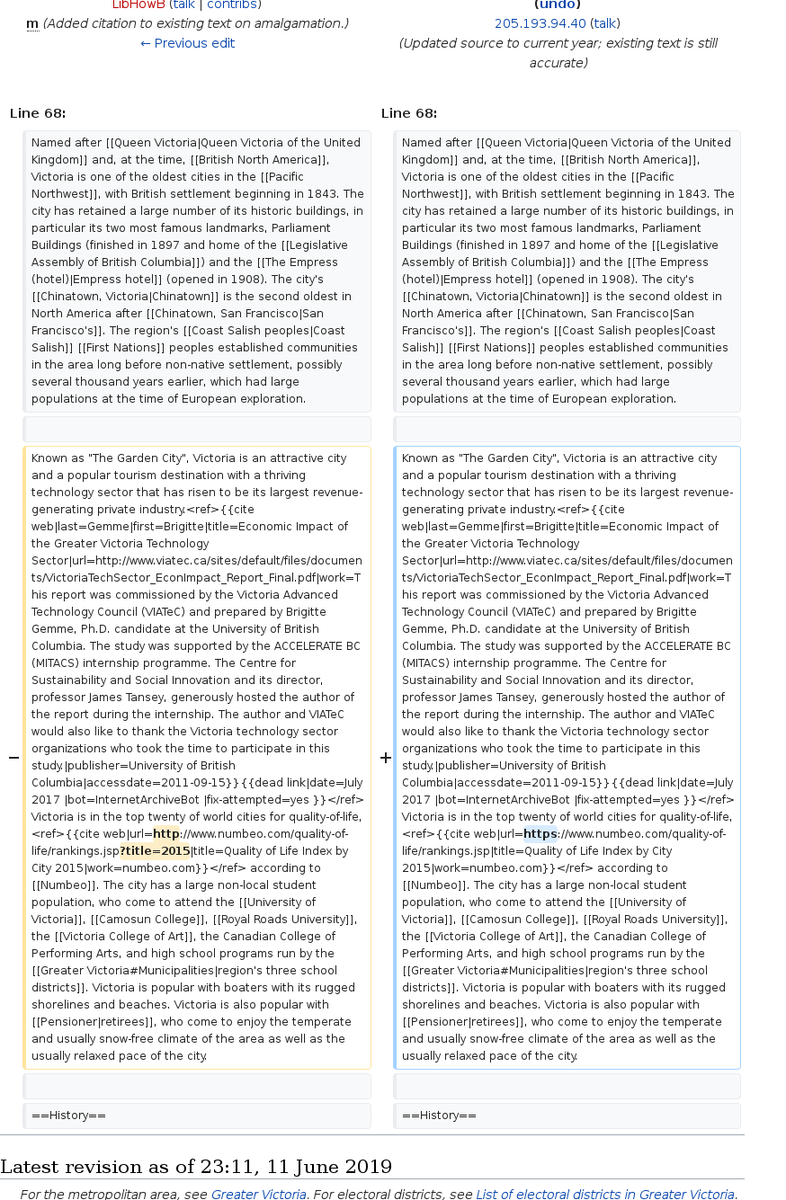 LibHowB (talk | contribs)
m (Added citation to existing text on amalgamation.)
← Previous edit
(undo)
205.193.94.40 (talk)
(Updated source to current year; existing text is still
accurate)
Line 68:
Named after [[Queen Victoria|Queen Victoria of the United
Kingdom]] and, at the time, [[British North America]],
Victoria is one of the oldest cities in the [[Pacific
Northwest]], with British settlement beginning in 1843. The
city has retained a large number of its historic buildings, in
particular its two most famous landmarks, Parliament
Buildings (finished in 1897 and home of the [[Legislative
Assembly of British Columbia]]) and the [[The Empress
(hotel)|Empress hotel]] (opened in 1908). The city's
[[Chinatown, Victoria|Chinatown]] is the second oldest in
North America after [[Chinatown, San Francisco|San
Francisco's]]. The region's [[Coast Salish peoples|Coast
Salish]] [[First Nations]] peoples established communities
in the area long before non-native settlement, possibly
several thousand years earlier, which had large
populations at the time of European exploration.
−
Known as "The Garden City", Victoria is an attractive city
and a popular tourism destination with a thriving
technology sector that has risen to be its largest revenue-
generating private industry.<ref>{{cite
web|last=Gemme|first=Brigitte|title=Economic Impact of
the Greater Victoria Technology
Sector|url=http://www.viatec.ca/sites/default/files/documen
ts/VictoriaTechSector_EconImpact_Report_Final.pdf|work=T
his report was commissioned by the Victoria Advanced
Technology Council (VIATeC) and prepared by Brigitte
Gemme, Ph.D. candidate at the University of British
Columbia. The study was supported by the ACCELERATE BC
(MITACS) internship programme. The Centre for
Sustainability and Social Innovation and its director,
professor James Tansey, generously hosted the author of
the report during the internship. The author and VIATeC
would also like to thank the Victoria technology sector
organizations who took the time to participate in this
study.|publisher=University of British
Columbia|accessdate=2011-09-15}}{{dead link|date=July
2017 |bot=InternetArchiveBot |fix-attempted=yes }}</ref>
Victoria is in the top twenty of world cities for quality-of-life,
<ref>{{cite web|url=http://www.numbeo.com/quality-of-
life/rankings.jsp?title=2015|title=Quality of Life Index by
City 2015|work=numbeo.com}}</ref> according to
[[Numbeo]]. The city has a large non-local student
population, who come to attend the [[University of
Victoria]], [[Camosun College]], [[Royal Roads University]],
the [[Victoria College of Art]], the Canadian College of
Performing Arts, and high school programs run by the
[[Greater Victoria#Municipalities|region's three school
districts]]. Victoria is popular with boaters with its rugged
shorelines and beaches. Victoria is also popular with
[[Pensioner|retirees]], who come to enjoy the temperate
and usually snow-free climate of the area as well as the
usually relaxed pace of the city.
==History==
Line 68:
Named after [[Queen Victoria|Queen Victoria of the United
Kingdom]] and, at the time, [[British North America]],
Victoria is one of the oldest cities in the [[Pacific
Northwest]], with British settlement beginning in 1843. The
city has retained a large number of its historic buildings, in
particular its two most famous landmarks, Parliament
Buildings (finished in 1897 and home of the [[Legislative
Assembly of British Columbia]]) and the [[The Empress
(hotel)|Empress hotel]] (opened in 1908). The city's
[[Chinatown, Victoria|Chinatown]] is the second oldest in
North America after [[Chinatown, San Francisco|San
Francisco's]]. The region's [[Coast Salish peoples|Coast
Salish]] [[First Nations]] peoples established communities
in the area long before non-native settlement, possibly
several thousand years earlier, which had large
populations at the time of European exploration.
+
Known as "The Garden City", Victoria is an attractive city
and a popular tourism destination with a thriving
technology sector that has risen to be its largest revenue-
generating private industry.<ref>{{cite
web|last=Gemme|first=Brigitte|title=Economic Impact of
the Greater Victoria Technology
Sector|url=http://www.viatec.ca/sites/default/files/documen
ts/VictoriaTechSector_EconImpact_Report_Final.pdf|work=T
his report was commissioned by the Victoria Advanced
Technology Council (VIATeC) and prepared by Brigitte
Gemme, Ph.D. candidate at the University of British
Columbia. The study was supported by the ACCELERATE BC
(MITACS) internship programme. The Centre for
Sustainability and Social Innovation and its director,
professor James Tansey, generously hosted the author of
the report during the internship. The author and VIATeC
would also like to thank the Victoria technology sector
organizations who took the time to participate in this
study.|publisher=University of British
Columbia|accessdate=2011-09-15}}{{dead link|date=July
2017 |bot=InternetArchiveBot |fix-attempted=yes }}</ref>
Victoria is in the top twenty of world cities for quality-of-life,
<ref>{{cite web|url=https://www.numbeo.com/quality-of-
life/rankings.jsp|title=Quality of Life Index by City
2015|work=numbeo.com}}</ref> according to
[[Numbeo]]. The city has a large non-local student
population, who come to attend the [[University of
Victoria]], [[Camosun College]], [[Royal Roads University]],
the [[Victoria College of Art]], the Canadian College of
Performing Arts, and high school programs run by the
[[Greater Victoria#Municipalities|region's three school
districts]]. Victoria is popular with boaters with its rugged
shorelines and beaches. Victoria is also popular with
[[Pensioner|retirees]], who come to enjoy the temperate
and usually snow-free climate of the area as well as the
usually relaxed pace of the city.
==History==
Latest revision as of 23:11, 11 June 2019
For the metropolitan area, see Greater Victoria. For electoral districts, see List of electoral districts in Greater Victoria.